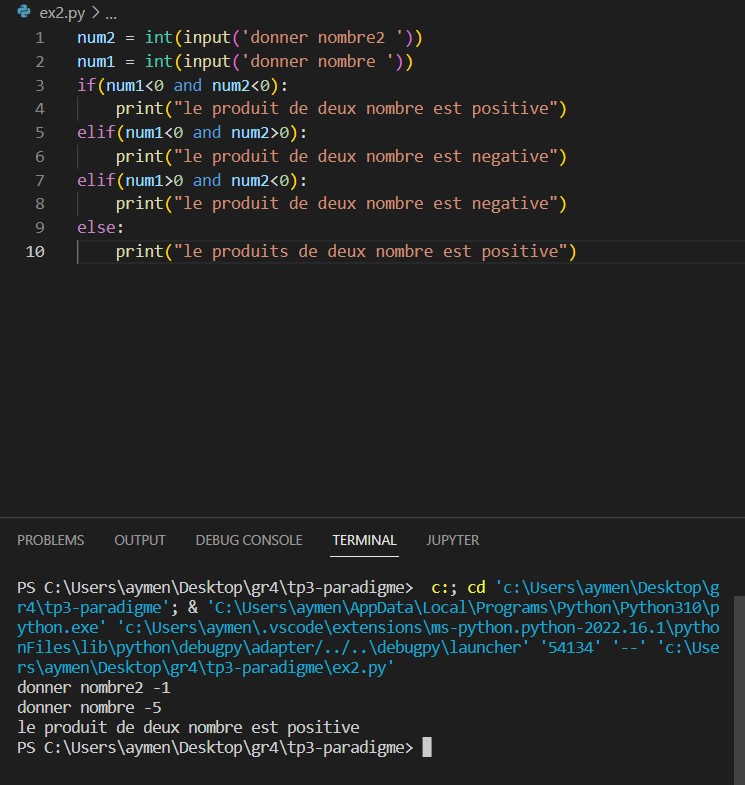 ex2.py > ...
1 num2 = int(input('donner nombre2 '))
2 num1 = int(input('donner nombre '))
3 if(num1<0 and num2<0):
4     print("le produit de deux nombre est positive")
5 elif(num1<0 and num2>0):
6     print("le produit de deux nombre est negative")
7 elif(num1>0 and num2<0):
8     print("le produit de deux nombre est negative")
9 else:
10     print("le produits de deux nombre est positive")
PROBLEMS OUTPUT DEBUG CONSOLE TERMINAL JUPYTER
PS C:\Users\aymen\Desktop\gr4\tp3-paradigme>  c:; cd 'c:\Users\aymen\Desktop\g
r4\tp3-paradigme'; & 'C:\Users\aymen\AppData\Local\Programs\Python\Python310\p
ython.exe' 'c:\Users\aymen\.vscode\extensions\ms-python.python-2022.16.1\pytho
nFiles\lib\python\debugpy\adapter/../..\debugpy\launcher' '54134' '--' 'c:\Use
rs\aymen\Desktop\gr4\tp3-paradigme\ex2.py'
donner nombre2 -1
donner nombre -5
le produit de deux nombre est positive
PS C:\Users\aymen\Desktop\gr4\tp3-paradigme>